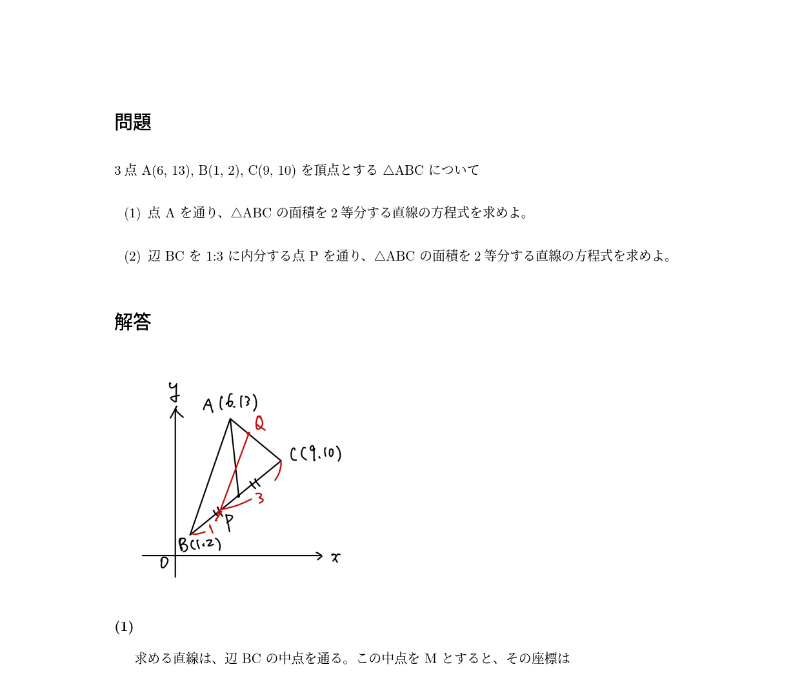 問題
3点 A(6, 13), B(1, 2), C(9, 10) を頂点とする △ABC について
(1) 点 A を通り、△ABC の面積を2等分する直線の方程式を求めよ。
(2) 辺 BC を 1:3 に内分する点 P を通り、△ABC の面積を2等分する直線の方程式を求めよ。
解答
y
A(6.13)
Q
C(9.10)
3
P
1
B(1.2)
O
x
(1)
求める直線は、辺 BC の中点を通る。この中点を M とすると、その座標は